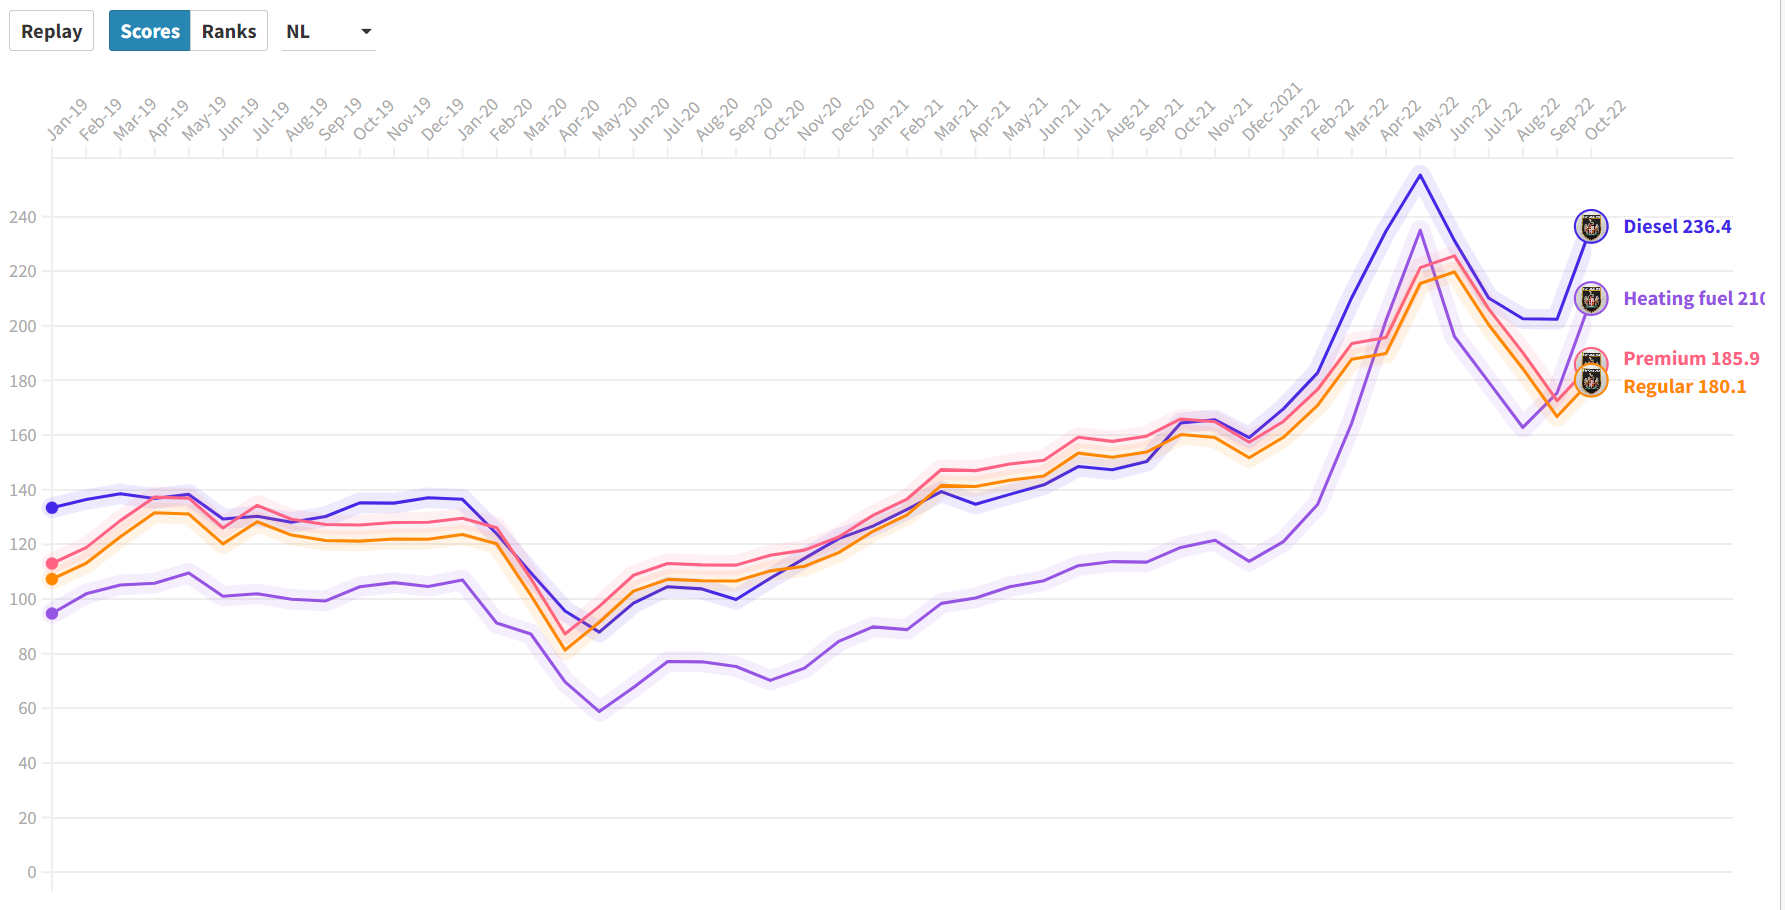 Replay Scores Ranks NL
Jan-19 Feb-19 Mar-19 Apr-19 May-19 Jun-19 Jul-19 Aug-19 Sep-19 Oct-19 Nov-19 Dec-19 Jan-20 Feb-20 Mar-20 Apr-20 May-20 Jun-20 Jul-20 Aug-20 Sep-20 Oct-20 Nov-20 Dec-20 Jan-21 Feb-21 Mar-21 Apr-21 May-21 Jun-21 Jul-21 Aug-21 Sep-21 Oct-21 Nov-21 Dfec-2021 Jan-22 Feb-22 Mar-22 Apr-22 May-22 Jun-22 Jul-22 Aug-22 Sep-22 Oct-22
240
Diesel 236.4
220
Heating fuel 210
200
Premium 185.9
180
Regular 180.1
160
140
120
100
80
60
40
20
0